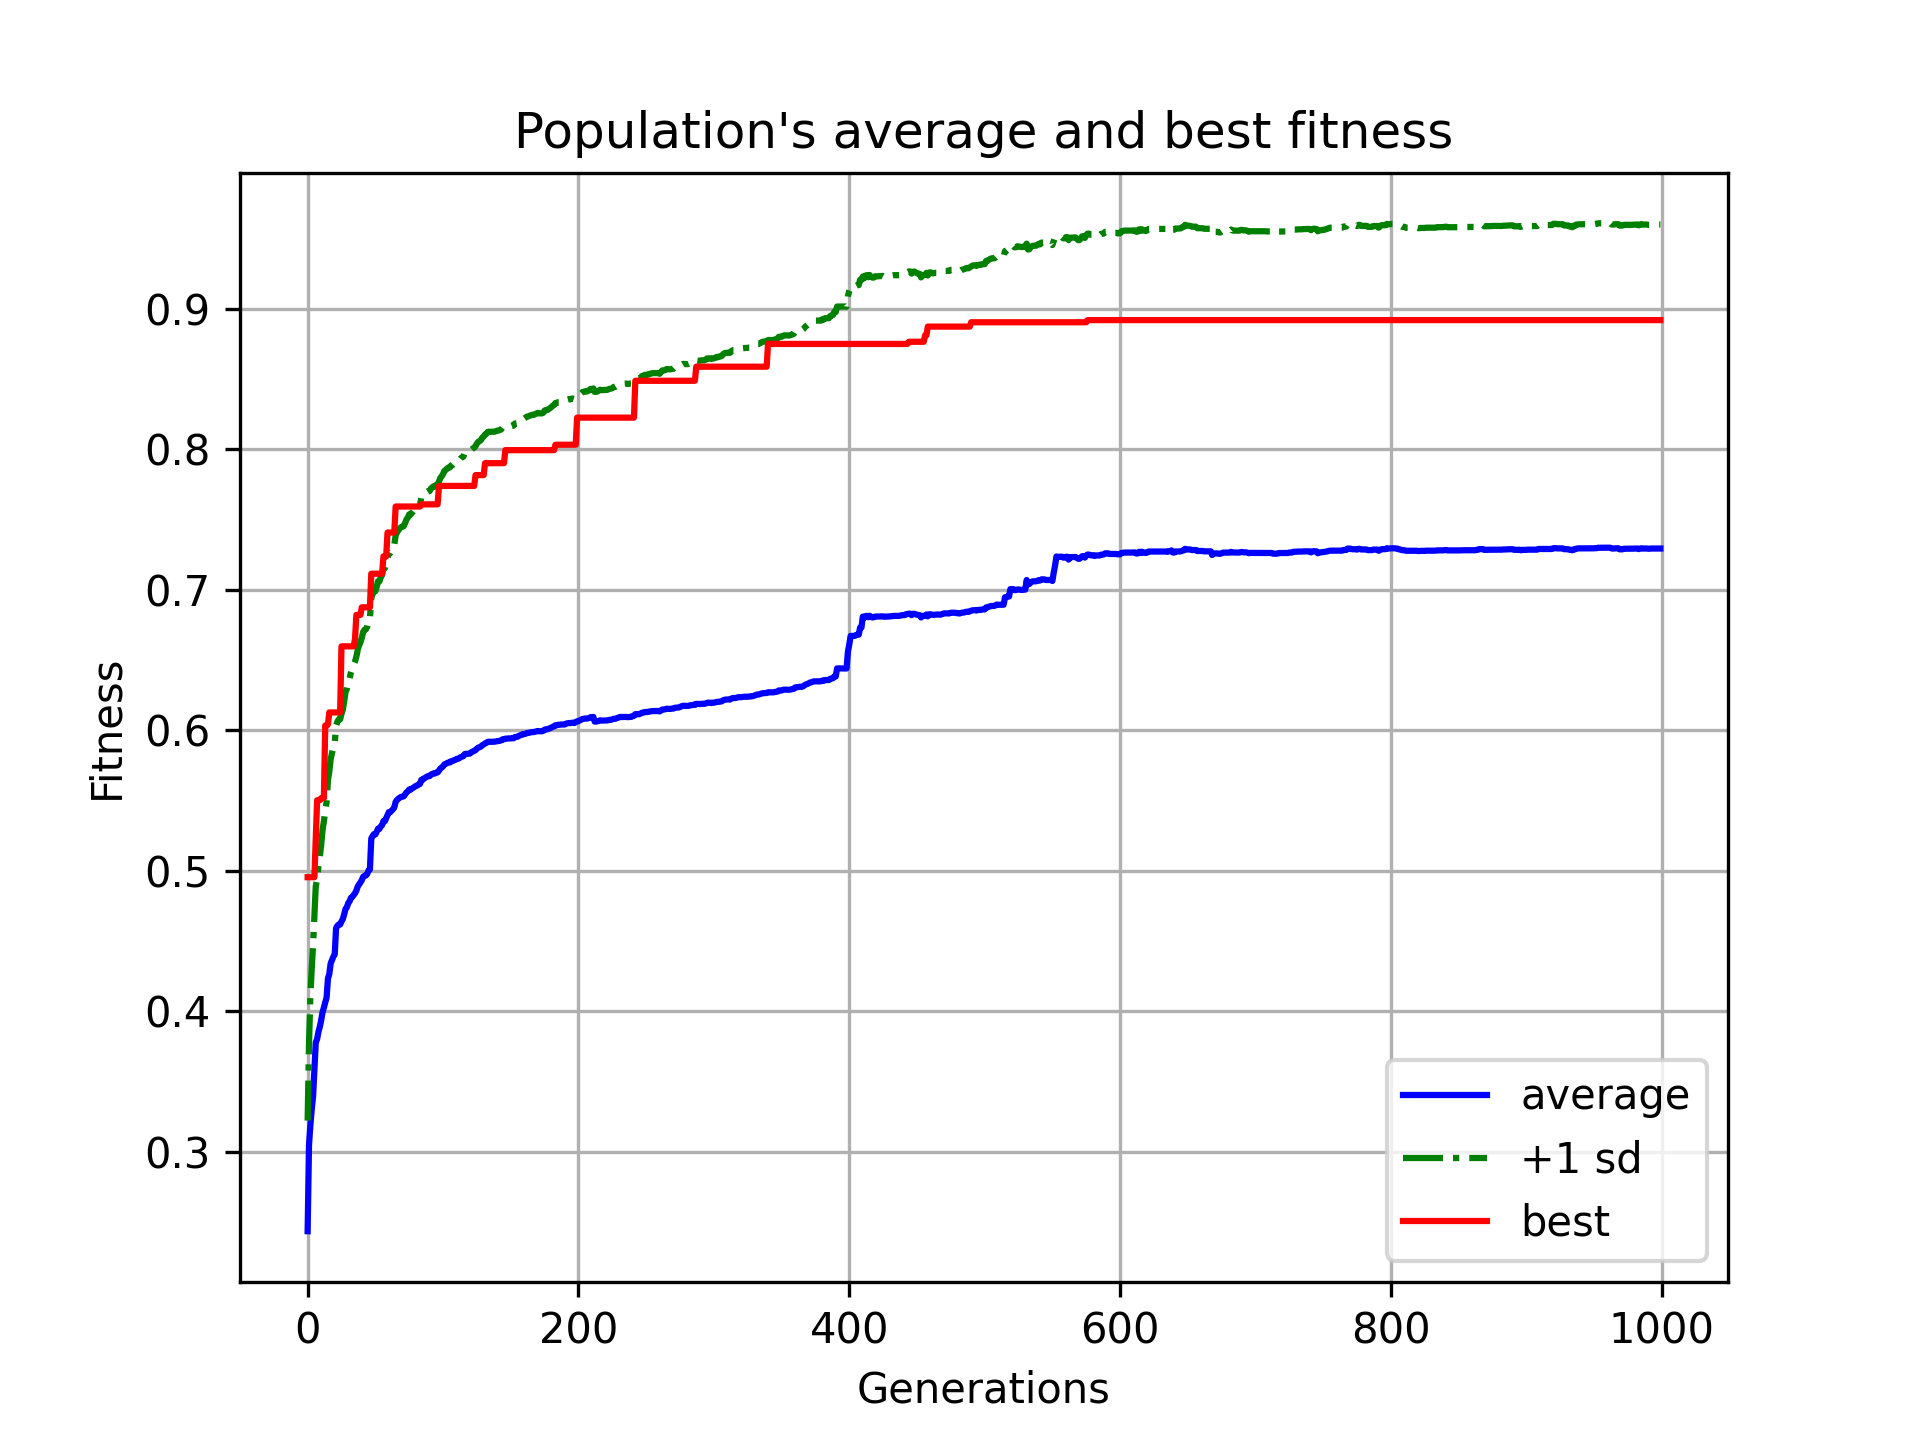 Population's average and best fitness
Fitness
0.9
0.8
0.7
0.6
0.5
0.4
0.3
0 200 400 600 800 1000
Generations
average
+1 sd
best